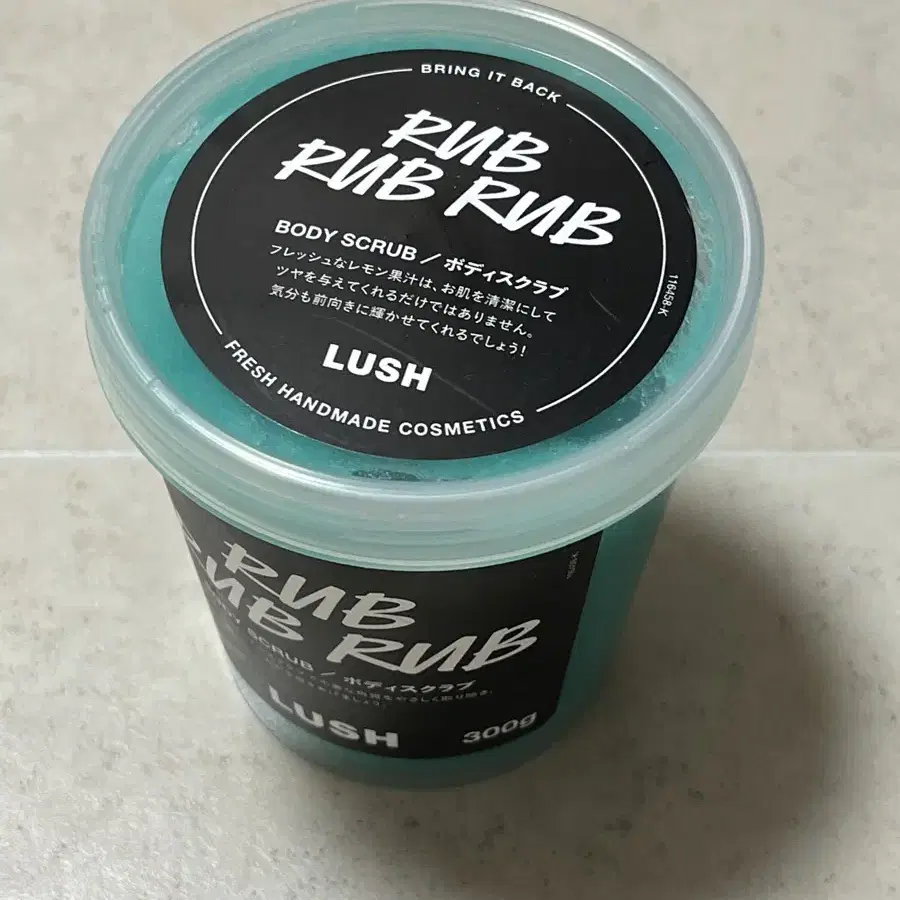 BRING IT BACK
RUB
RUB RUB
BODY SCRUB / ボディスクラブ
フレッシュなレモン果汁は、お肌を清潔にして
ツヤを与えてくれるだけではありません。
気分も前向きに輝かせてくれるでしょう!
LUSH
FRESH HANDMADE COSMETICS
116458-K
RUB
RUB RUB
SCRUB / ボディスクラブ
LUSH
300g